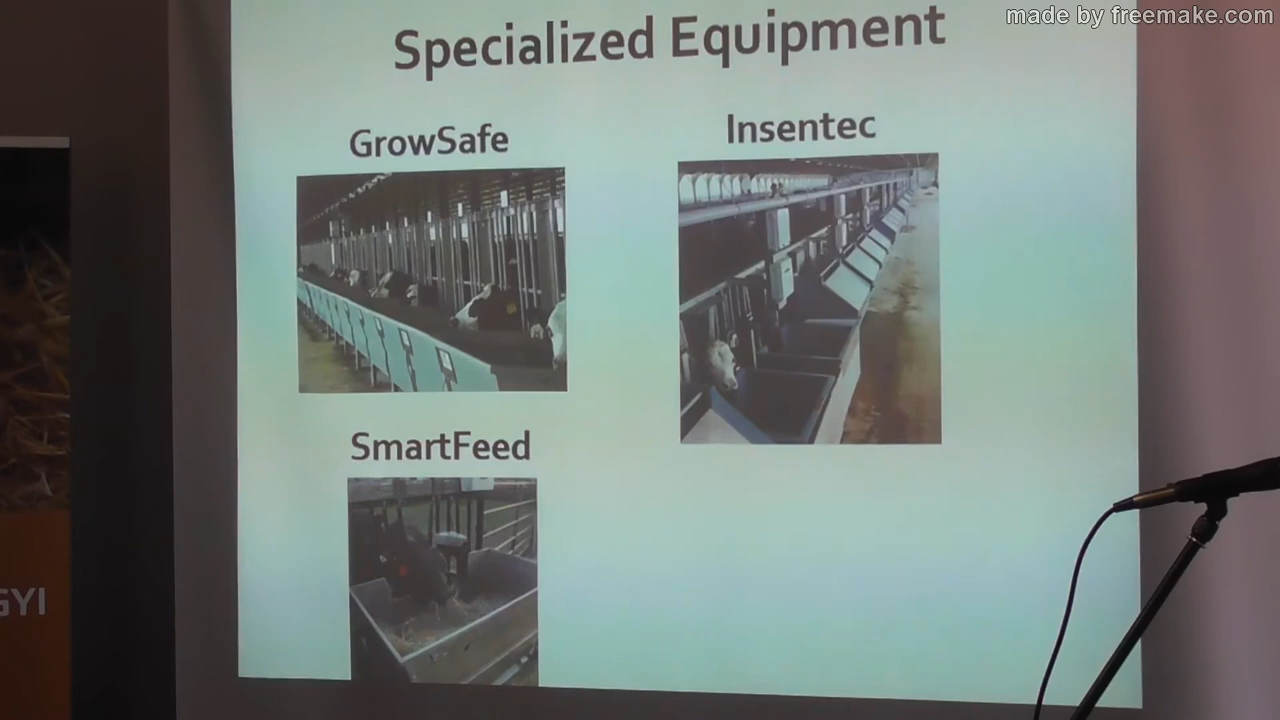 made by freemake.com
Specialized Equipment
GrowSafe
Insentec
SmartFeed
GYI